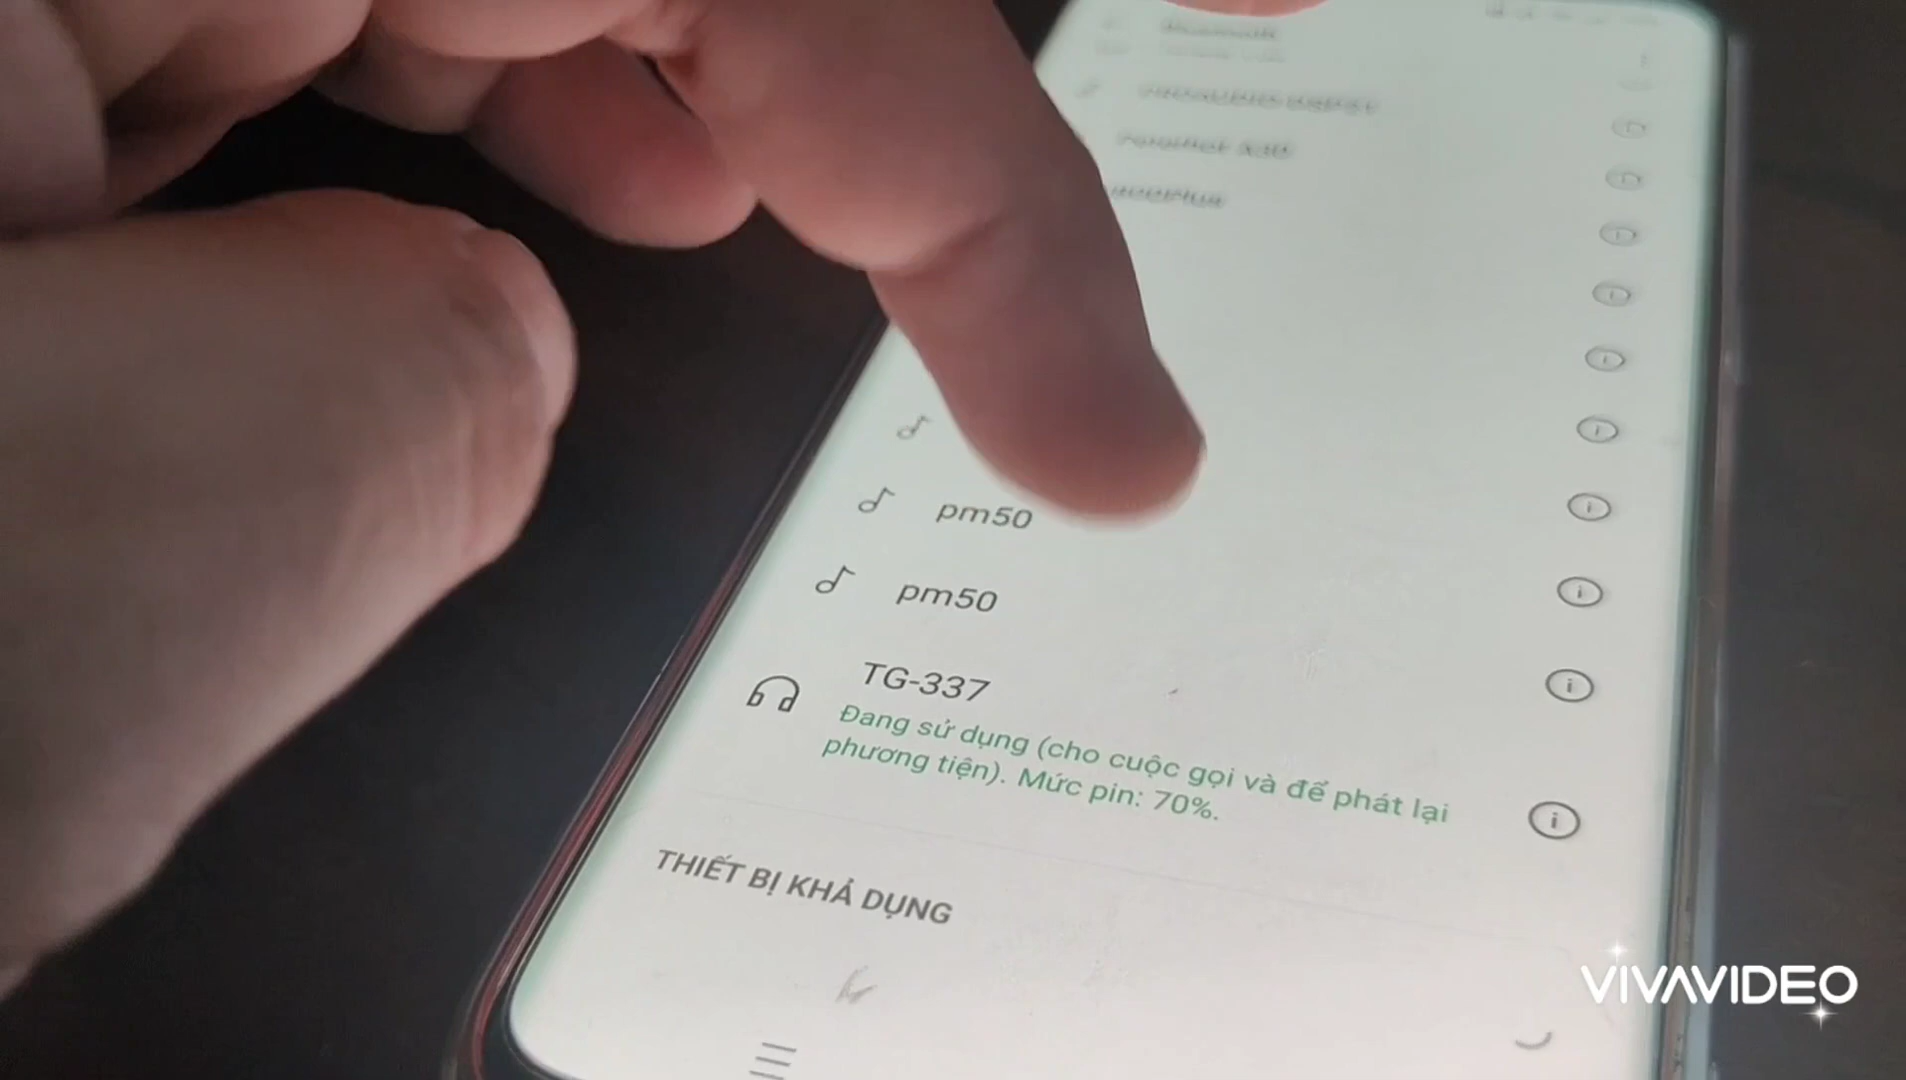 pm50
pm50
TG-337
Đang sử dụng (cho cuộc gọi và để phát lại
phương tiện). Mức pin: 70%.
THIẾT BỊ KHẢ DỤNG
VIVAVIDEO